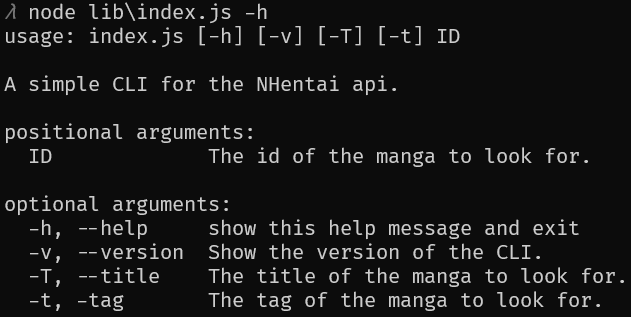 λ node lib\index.js -h
usage: index.js [-h] [-v] [-T] [-t] ID
A simple CLI for the NHentai api.
positional arguments:
ID The id of the manga to look for.
optional arguments:
-h, --help show this help message and exit
-v, --version Show the version of the CLI.
-T, --title The title of the manga to look for.
-t, -tag The tag of the manga to look for.